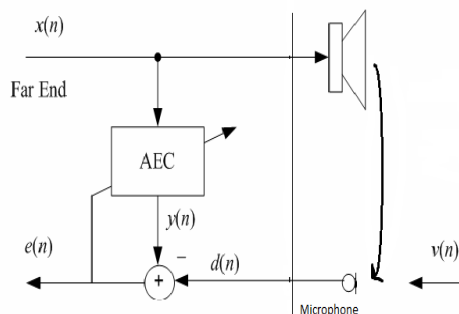 x(n)
Far End
AEC
y(n)
e(n)
−
d(n)
v(n)
+
Microphone